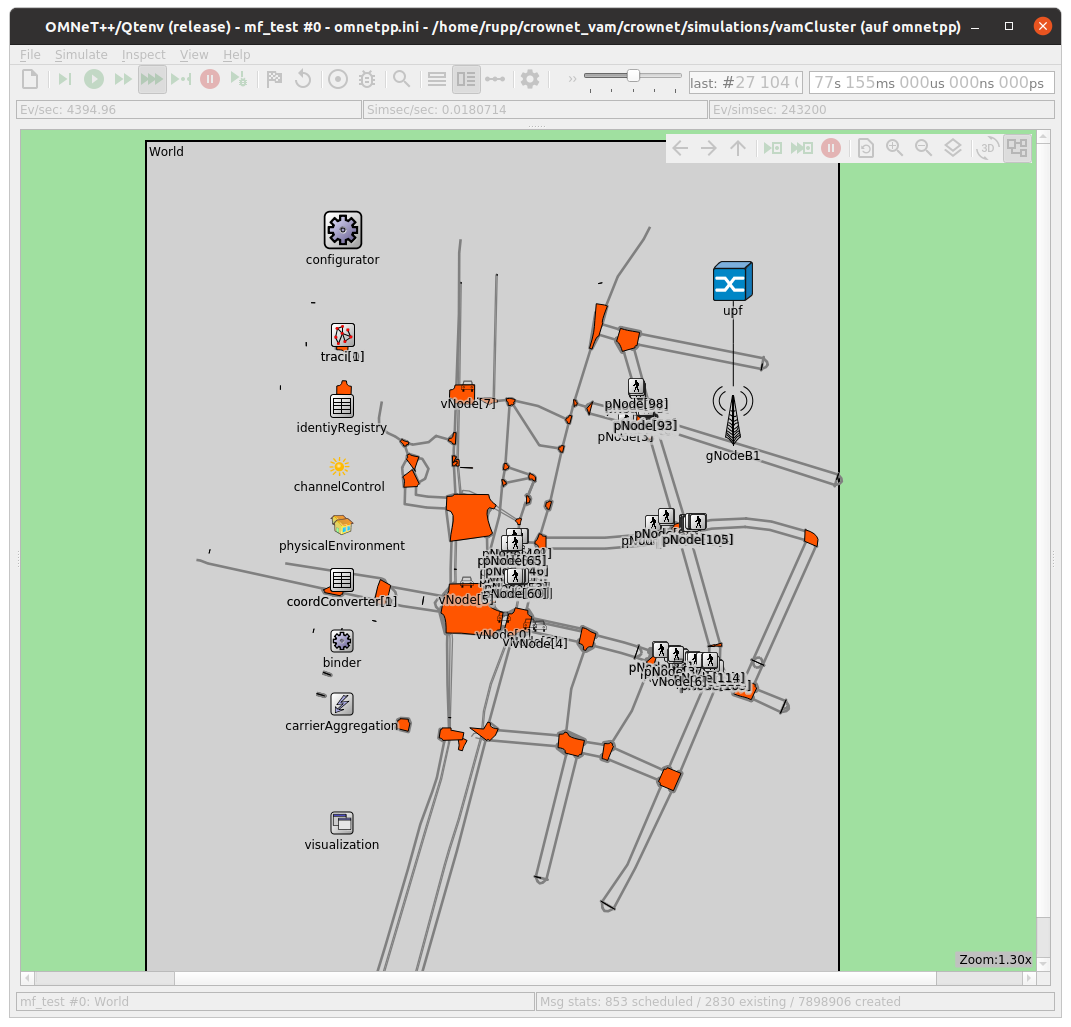 OMNeT++/Qtenv (release) - mf_test #0 - omnetpp.ini - /home/rupp/crownet_vam/crownet/simulations/vamCluster (auf omnetpp)
File Simulate Inspect View Help
last: #27 104 (
77s 155ms 000us 000ns 000ps
Ev/sec: 4394.96
Simsec/sec: 0.0180714
Ev/simsec: 243200
World
3D
configurator
upf
traci[1]
vNode[7]
pNode[98]
identiyRegistry
pNode[93]
pNode[3]
gNodeB1
channelControl
physicalEnvironment
pNode[105]
pNode[65]
coordConverter[1]
vNode[5]
pNode[60]
vNode[0]
vNode[4]
binder
vNode[6]
carrierAggregation
visualization
Zoom:1.30x
mf_test #0: World
Msg stats: 853 scheduled / 2830 existing / 7898906 created